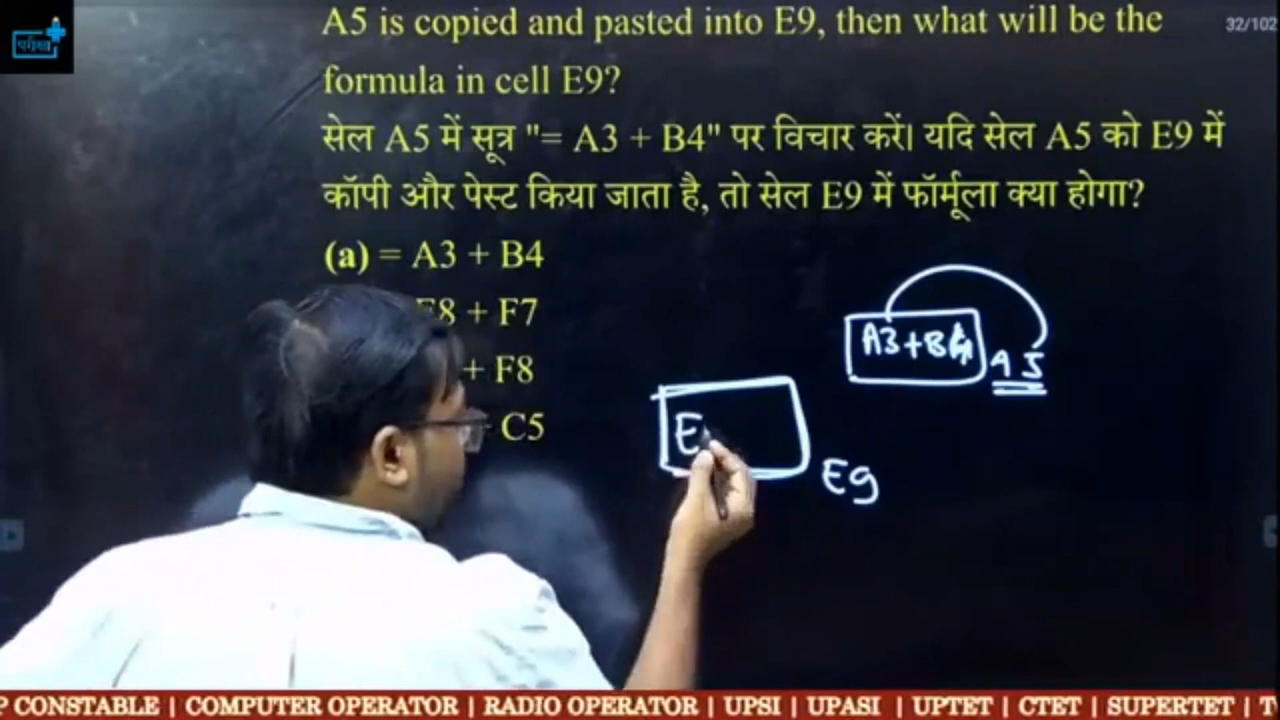 A5 is copied and pasted into E9, then what will be the
32/102
परीक्षा
formula in cell E9?
सेल A5 में सूत्र "= A3 + B4" पर विचार करें। यदि सेल A5 को E9 में
कॉपी और पेस्ट किया जाता है, तो सेल E9 में फॉर्मूला क्या होगा?
(a) = A3 + B4
E8 + F7
A3+B4 A5
+ F8
C5
E
E9
P CONSTABLE | COMPUTER OPERATOR | RADIO OPERATOR | UPSI | UPASI | UPTET | CTET | SUPERTET |